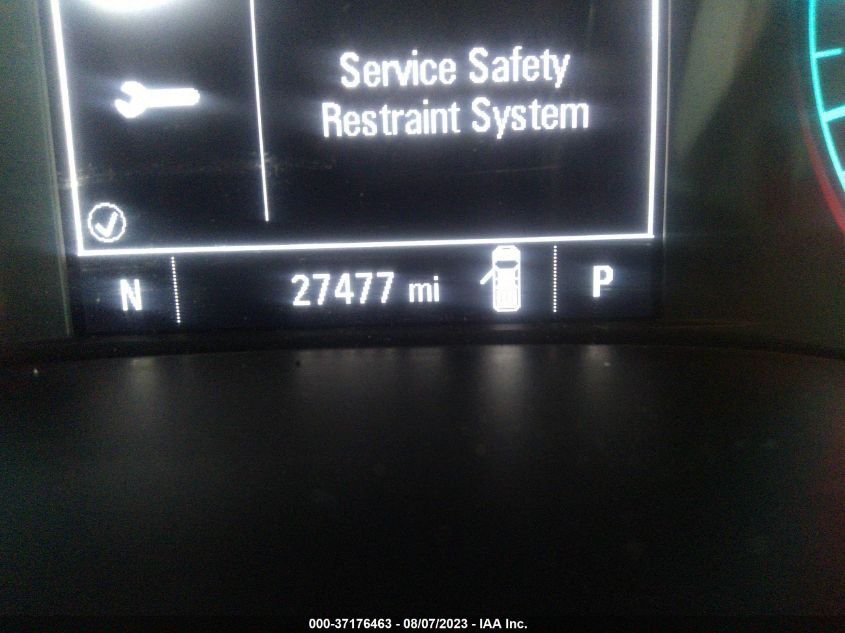 Service Safety
Restraint System
N 27477 mi P
000-37176463 - 08/07/2023 - IAA Inc.